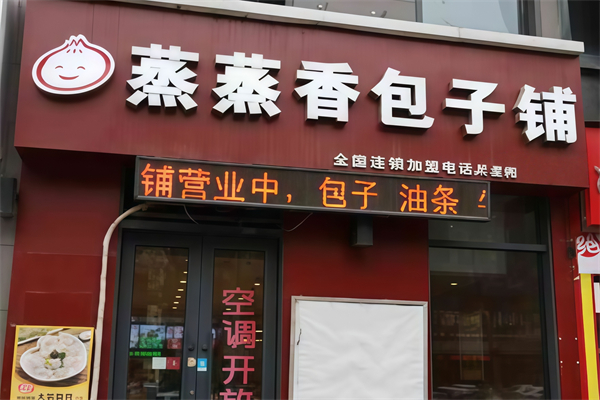 蒸蒸香包子铺
全国连锁加盟电话
铺营业中，包子 油条
空调开放